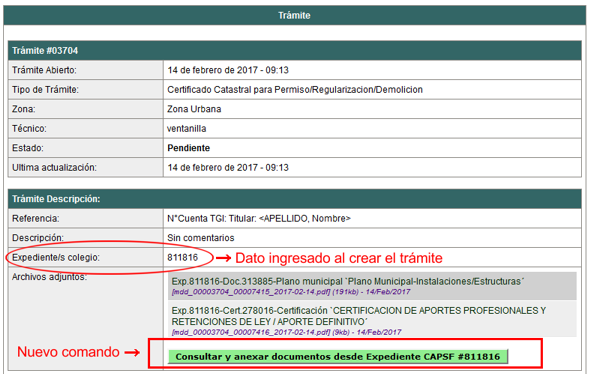 Trámite
Trámite #03704
Trámite Abierto: 14 de febrero de 2017 - 09:13
Tipo de Trámite: Certificado Catastral para Permiso/Regularizacion/Demolicion
Zona: Zona Urbana
Técnico: ventanilla
Estado: Pendiente
Ultima actualización: 14 de febrero de 2017 - 09:13
Trámite Descripción:
Referencia: N°Cuenta TGI: Titular: <APELLIDO, Nombre>
Descripción: Sin comentarios
Expediente/s colegio: 811816 → Dato ingresado al crear el trámite
Archivos adjuntos: Exp.811816-Doc.313885-Plano municipal ´Plano Municipal-Instalaciones/Estructuras´
[mdd_00003704_00007415_2017-02-14.pdf] (191kb) - 14/Feb/2017
Exp.811816-Cert.278016-Certificación ´CERTIFICACION DE APORTES PROFESIONALES Y
RETENCIONES DE LEY / APORTE DEFINITIVO´
[mdd_00003704_00007416_2017-02-14.pdf] (9kb) - 14/Feb/2017
Nuevo comando → Consultar y anexar documentos desde Expediente CAPSF #811816